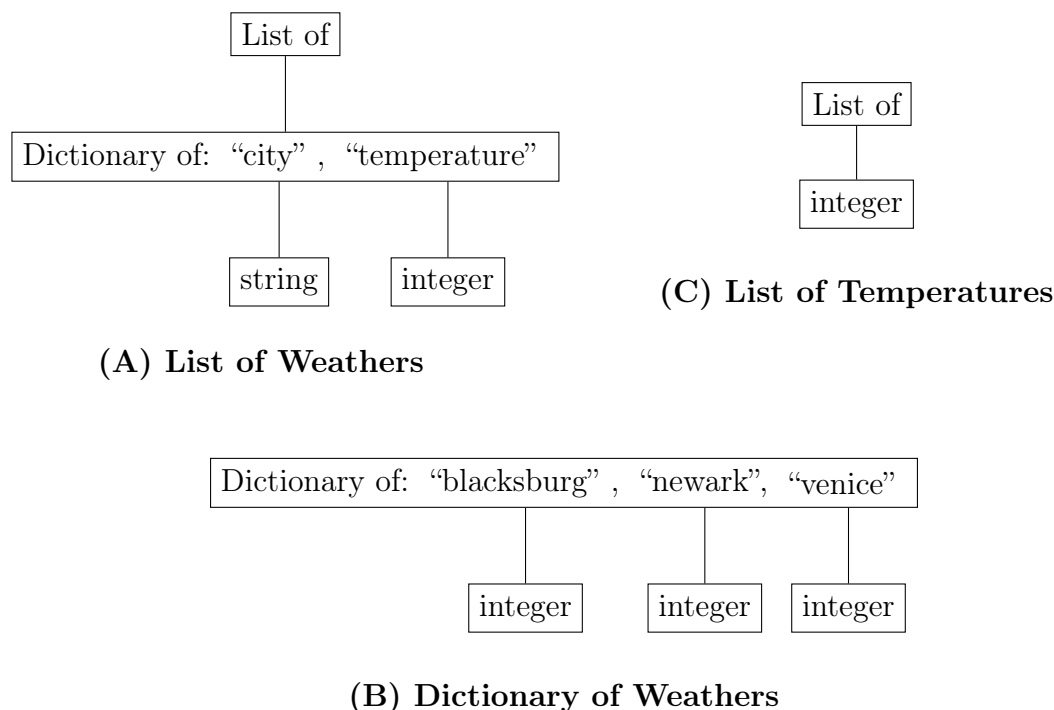 List of
Dictionary of: “city” , “temperature”
string
integer
(A) List of Weathers
List of
integer
(C) List of Temperatures
Dictionary of: “blacksburg” , “newark”, “venice”
integer
integer
integer
(B) Dictionary of Weathers